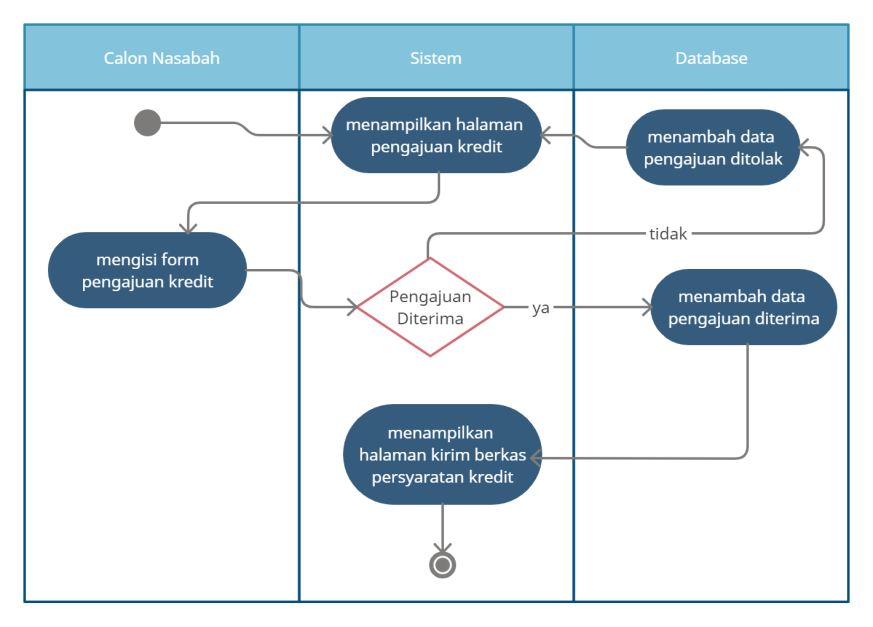 Calon Nasabah
Sistem
Database
menampilkan halaman
pengajuan kredit
menambah data
pengajuan ditolak
tidak
mengisi form
pengajuan kredit
Pengajuan
Diterima
ya
menambah data
pengajuan diterima
menampilkan
halaman kirim berkas
persyaratan kredit